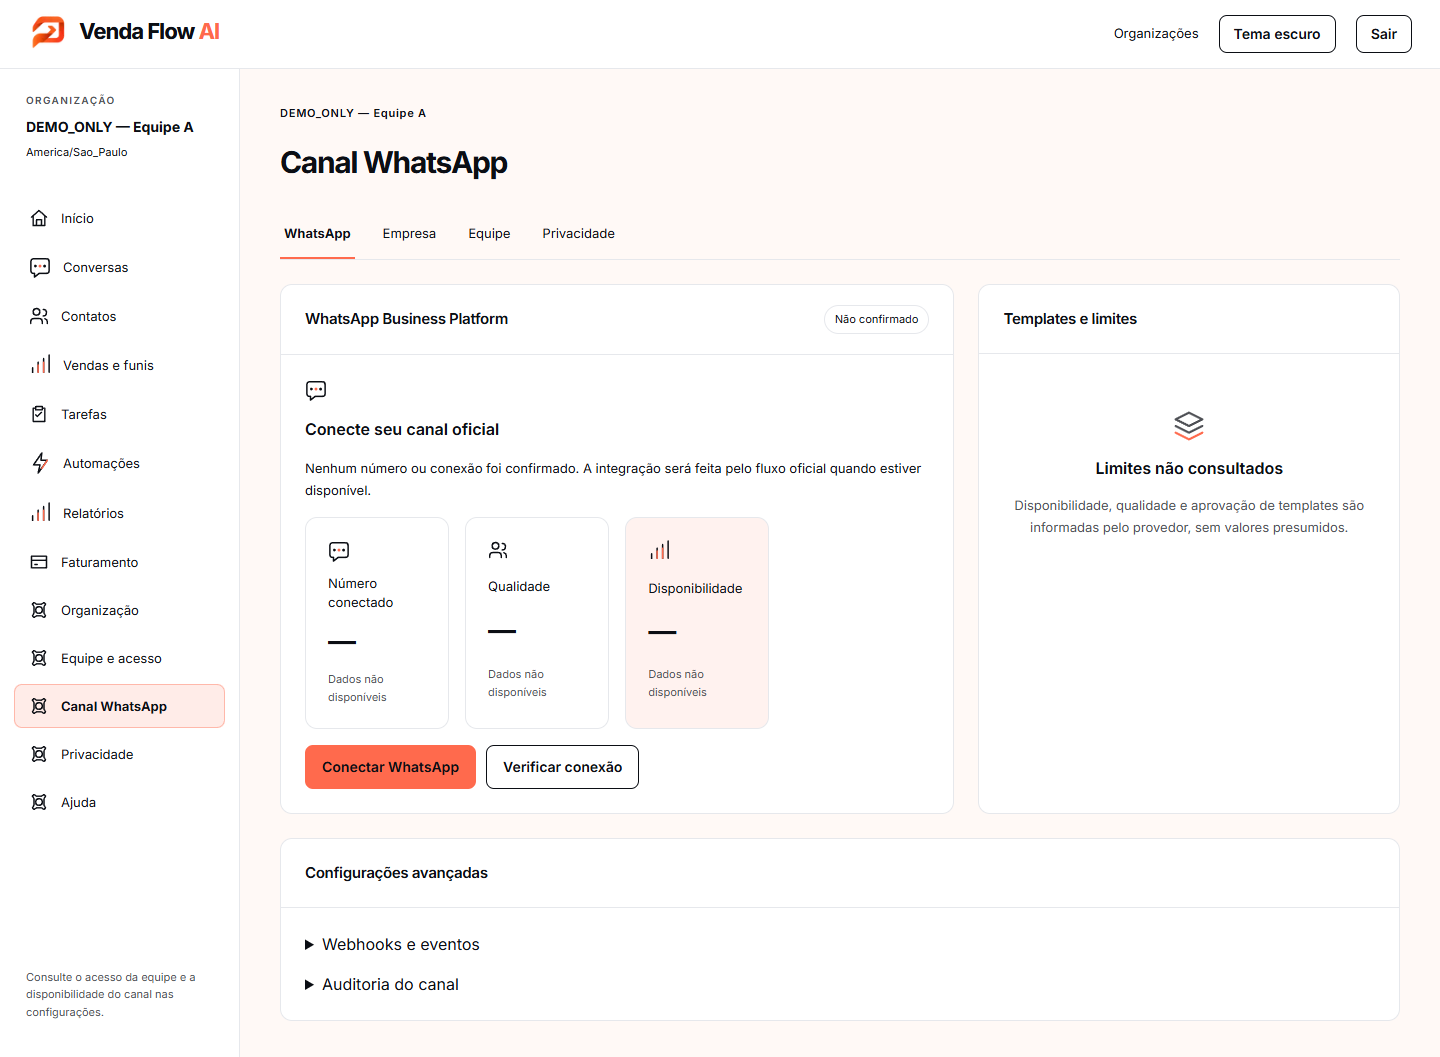 Venda Flow AI
Organizações
Tema escuro
Sair
ORGANIZAÇÃO
DEMO_ONLY — Equipe A
America/Sao_Paulo
Início
Conversas
Contatos
Vendas e funis
Tarefas
Automações
Relatórios
Faturamento
Organização
Equipe e acesso
Canal WhatsApp
Privacidade
Ajuda
Consulte o acesso da equipe e a
disponibilidade do canal nas
configurações.
DEMO_ONLY — Equipe A
Canal WhatsApp
WhatsApp
Empresa
Equipe
Privacidade
WhatsApp Business Platform
Não confirmado
Conecte seu canal oficial
Nenhum número ou conexão foi confirmado. A integração será feita pelo fluxo oficial quando estiver
disponível.
Número
conectado
—
Dados não
disponíveis
Qualidade
—
Dados não
disponíveis
Disponibilidade
—
Dados não
disponíveis
Conectar WhatsApp
Verificar conexão
Templates e limites
Limites não consultados
Disponibilidade, qualidade e aprovação de templates são
informadas pelo provedor, sem valores presumidos.
Configurações avançadas
Webhooks e eventos
Auditoria do canal